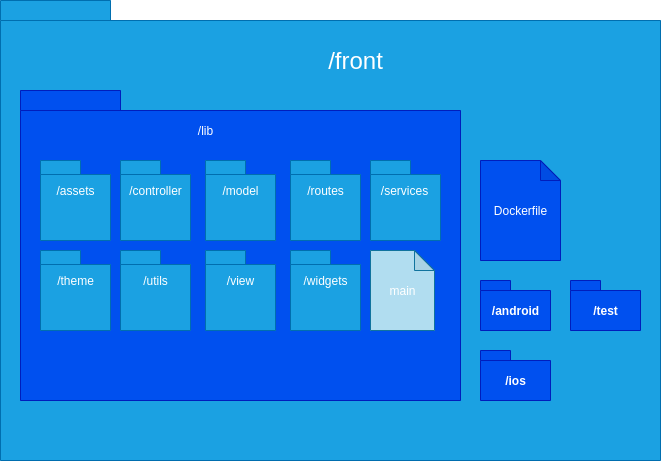 /front
/lib
/assets
/controller
/model
/routes
/services
/theme
/utils
/view
/widgets
main
Dockerfile
/android
/test
/ios